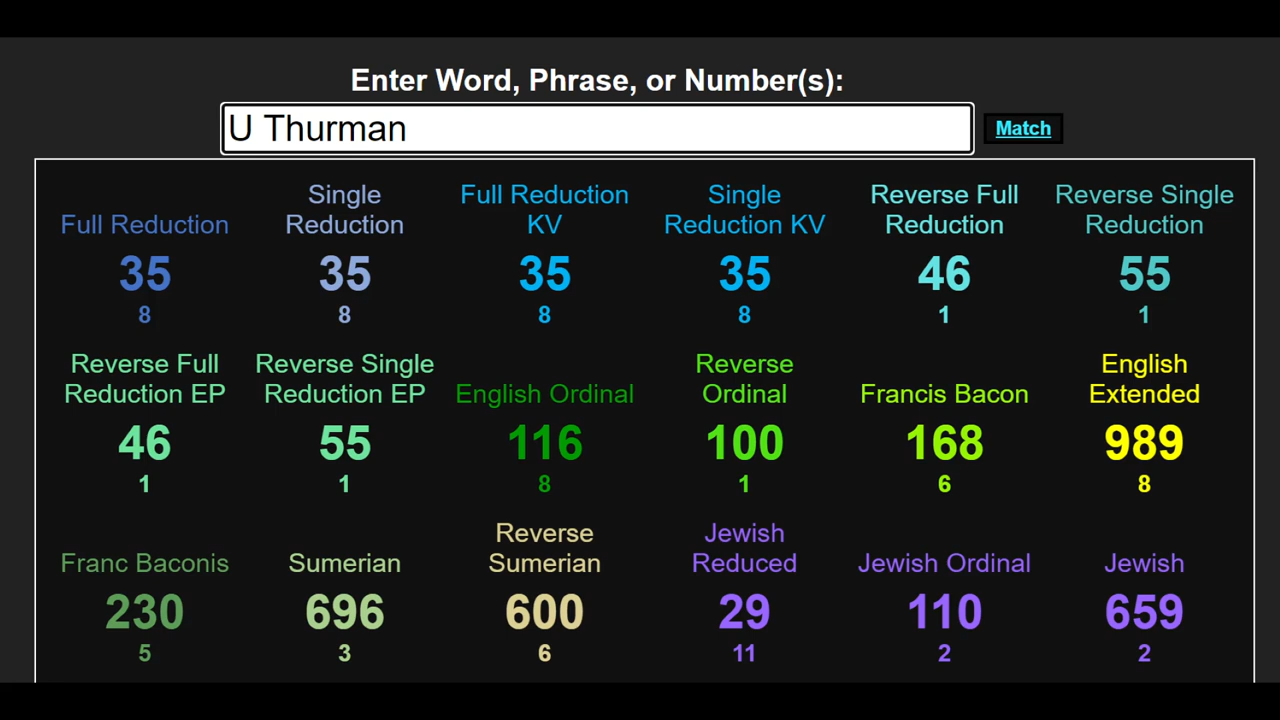 Enter Word, Phrase, or Number(s):
U Thurman
Match
Full Reduction
35
8
Single
Reduction
35
8
Full Reduction
KV
35
8
Single
Reduction KV
35
8
Reverse Full
Reduction
46
1
Reverse Single
Reduction
55
1
Reverse Full
Reduction EP
46
1
Reverse Single
Reduction EP
55
1
English Ordinal
116
8
Reverse
Ordinal
100
1
Francis Bacon
168
6
English
Extended
989
8
Franc Baconis
230
5
Sumerian
696
3
Reverse
Sumerian
600
6
Jewish
Reduced
29
11
Jewish Ordinal
110
2
Jewish
659
2